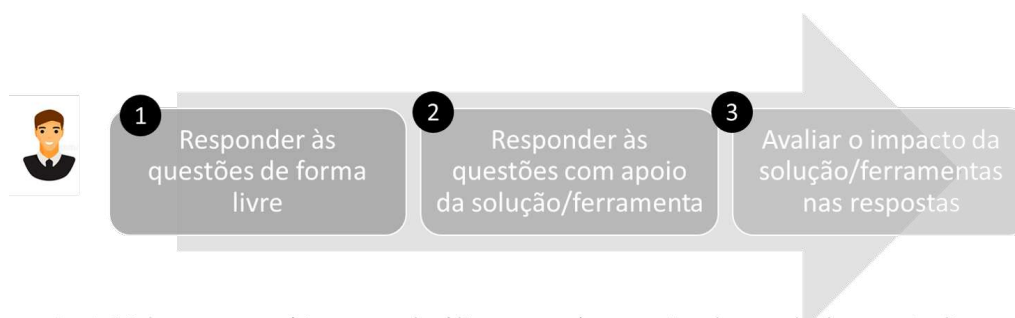 1
Responder às
questões de forma
livre
2
Responder às
questões com apoio
da solução/ferramenta
3
Avaliar o impacto da
solução/ferramentas
nas respostas